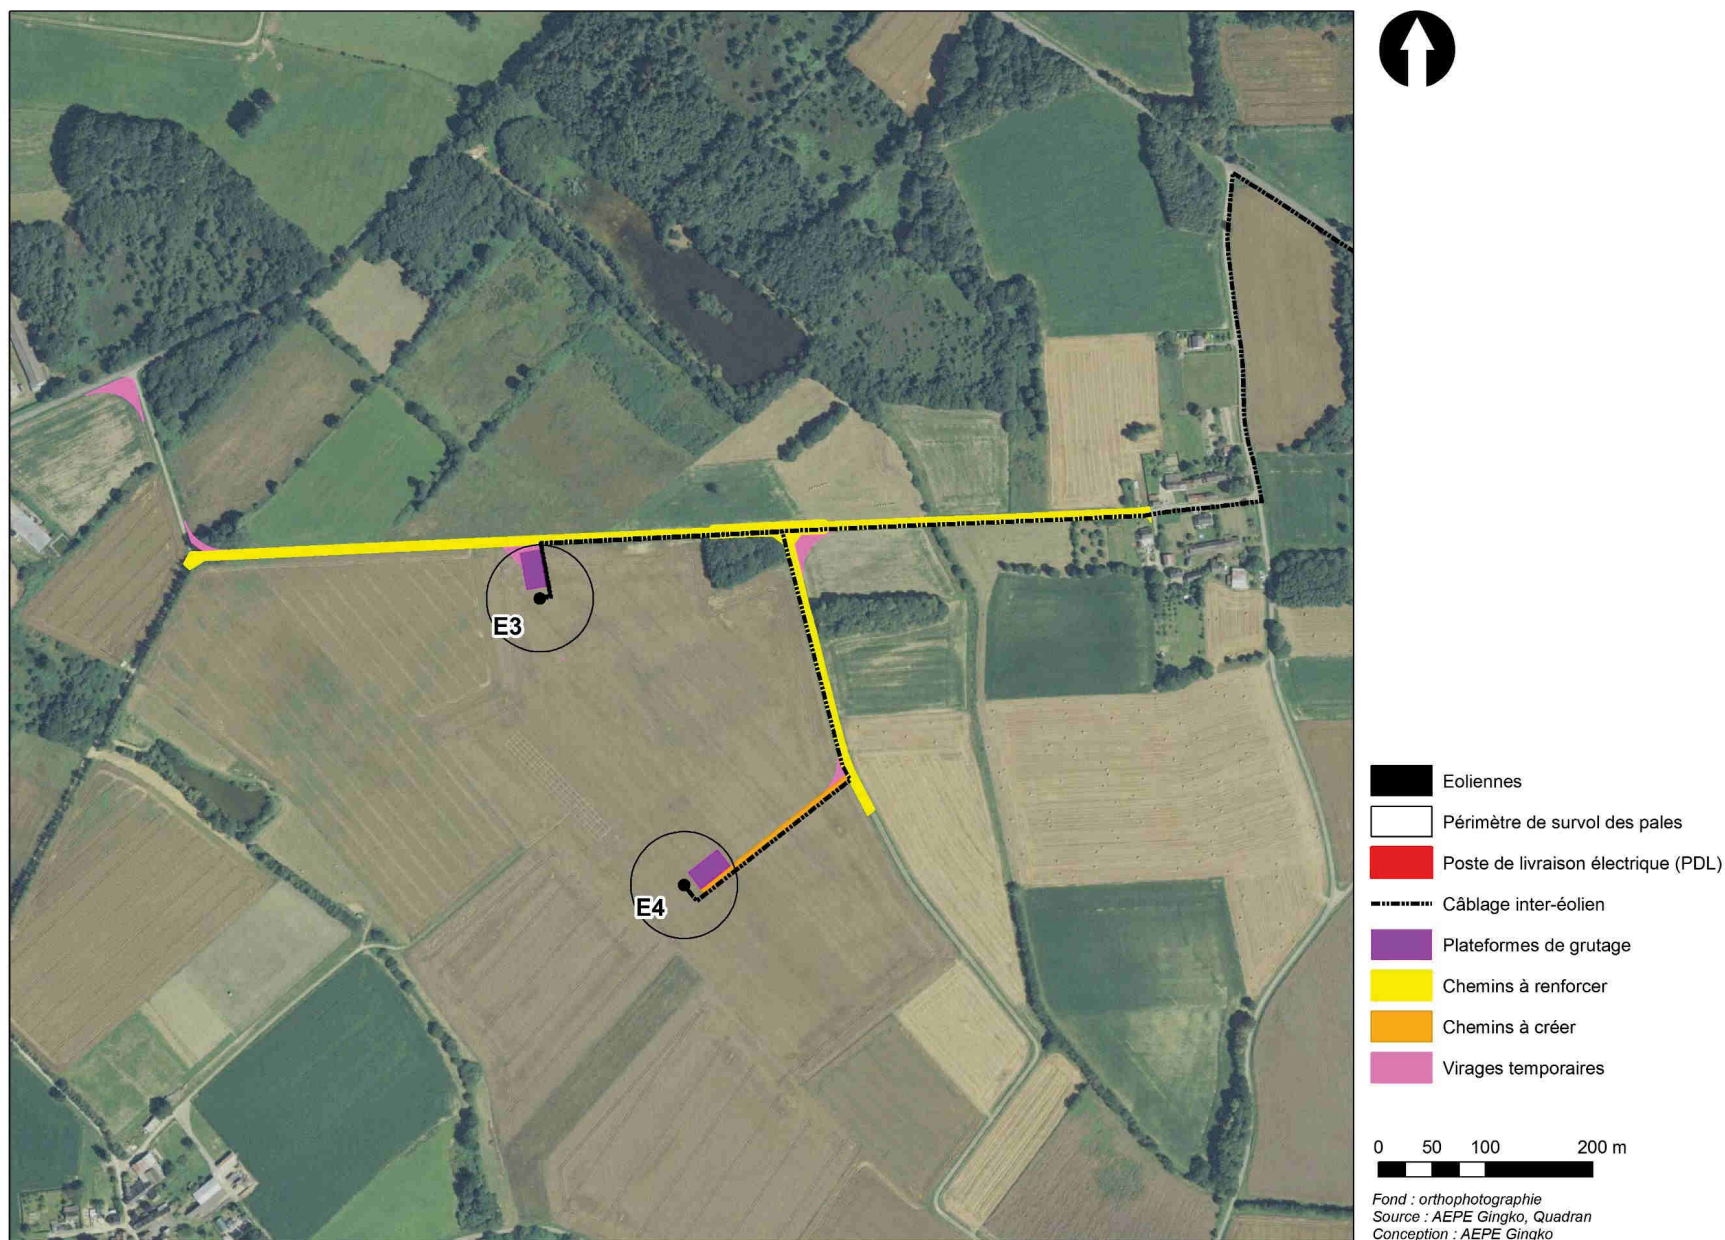 E3
E4
Eoliennes
Périmètre de survol des pales
Poste de livraison électrique (PDL)
Câblage inter-éolien
Plateformes de grutage
Chemins à renforcer
Chemins à créer
Virages temporaires
0 50 100 200 m
Fond : orthophotographie
Source : AEPE Gingko, Quadran
Conception : AEPE Gingko